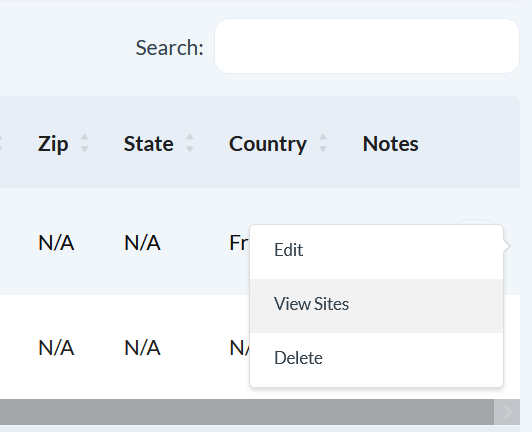 Search:
Zip State Country Notes
N/A N/A Fr
Edit
View Sites
N/A N/A N/
Delete